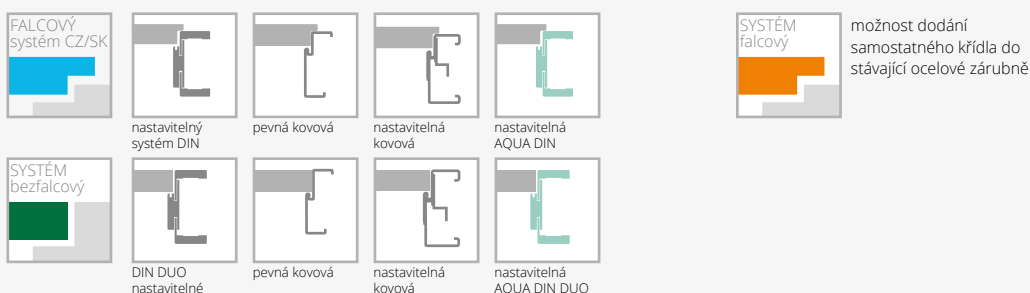 FALCOVÝ
systém CZ/SK
nastavitelný
systém DIN
pevná kovová
nastavitelná
kovová
nastavitelná
AQUA DIN
SYSTÉM
falcový
možnost dodání
samostatného křídla do
stávající ocelové zárubně
SYSTÉM
bezfalcový
DIN DUO
nastavitelné
pevná kovová
nastavitelná
kovová
nastavitelná
AQUA DIN DUO